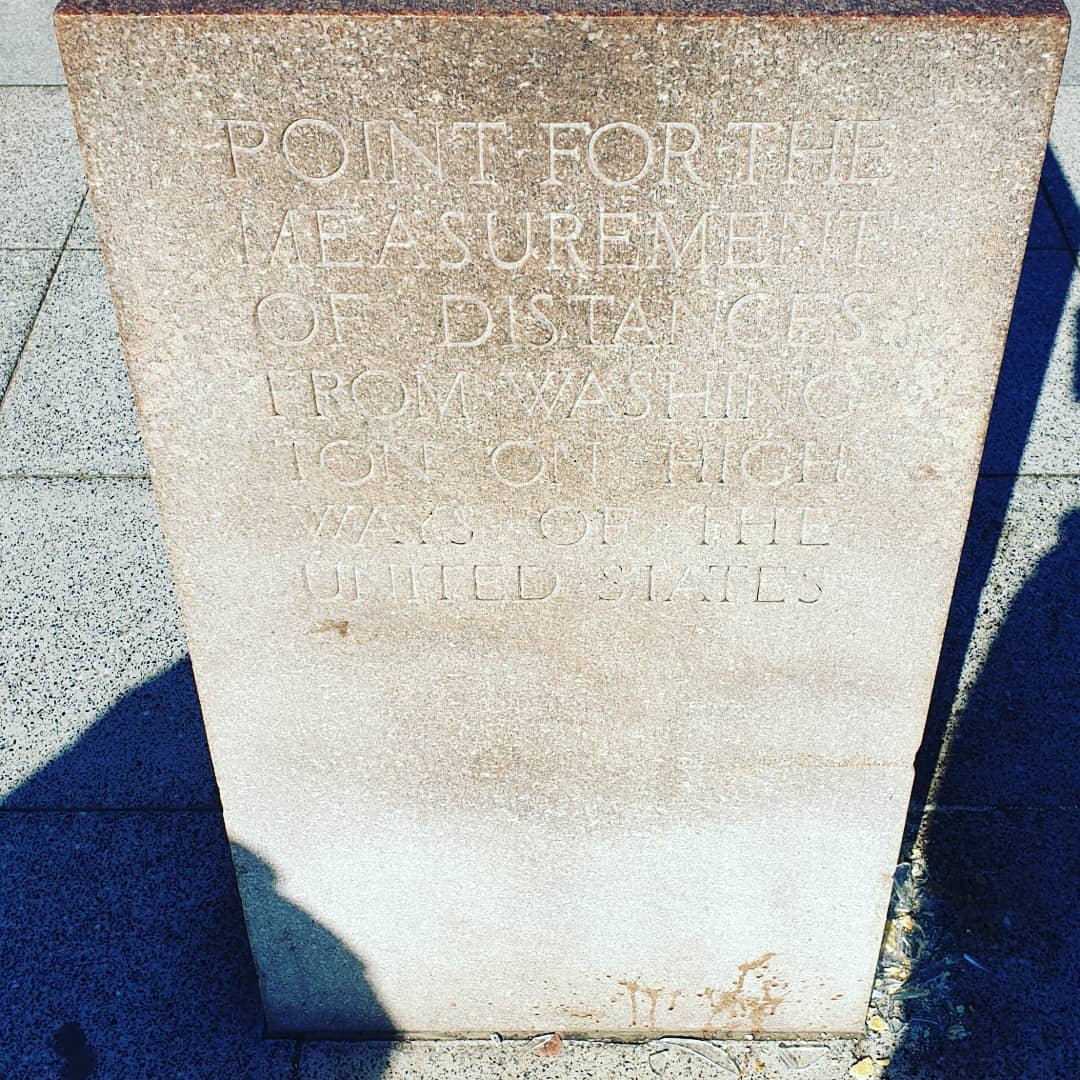 POINT FOR THE
MEASUREMENT
OF DISTANCES
FROM WASHING
TON ON HIGH
WAYS OF THE
UNITED STATES